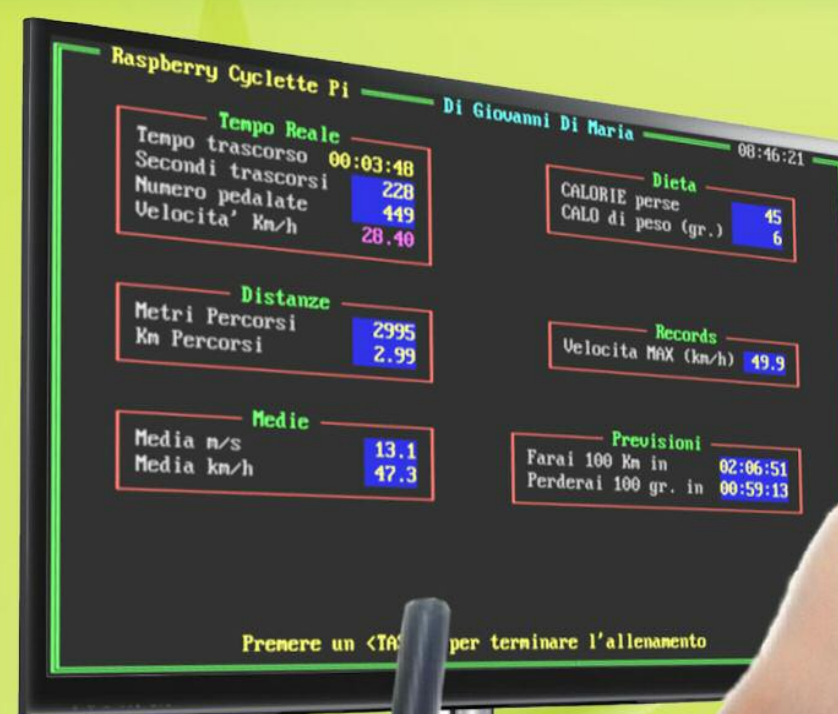 Raspberry Cyclette Pi
Di Giovanni Di Maria
08:46:21
Tempo Reale
Tempo trascorso 00:03:48
Secondi trascorsi 228
Numero pedalate 449
Velocita' Km/h 28.40
Dieta
CALORIE perse 45
CALO di peso (gr.) 6
Distanze
Metri Percorsi 2995
Km Percorsi 2.99
Records
Velocita MAX (km/h) 49.9
Medie
Media m/s 13.1
Media km/h 47.3
Previsioni
Farai 100 Km in 02:06:51
Perderai 100 gr. in 00:59:13
Premere un per terminare l'allenamento